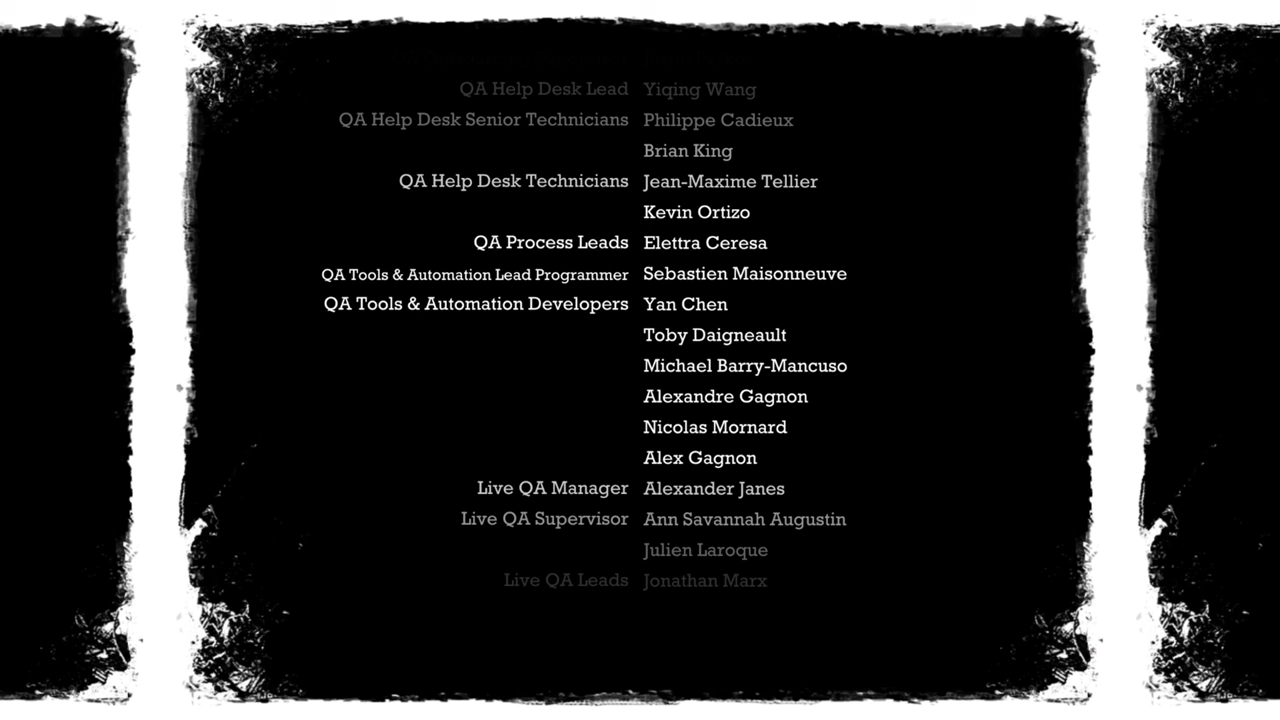 QA Help Desk Lead Yiqing Wang
QA Help Desk Senior Technicians Philippe Cadieux
Brian King
QA Help Desk Technicians Jean-Maxime Tellier
Kevin Ortizo
QA Process Leads Elettra Ceresa
QA Tools & Automation Lead Programmer Sebastien Maisonneuve
QA Tools & Automation Developers Yan Chen
Toby Daigneault
Michael Barry-Mancuso
Alexandre Gagnon
Nicolas Mornard
Alex Gagnon
Live QA Manager Alexander Janes
Live QA Supervisor Ann Savannah Augustin
Julien Laroque
Live QA Leads Jonathan Marx